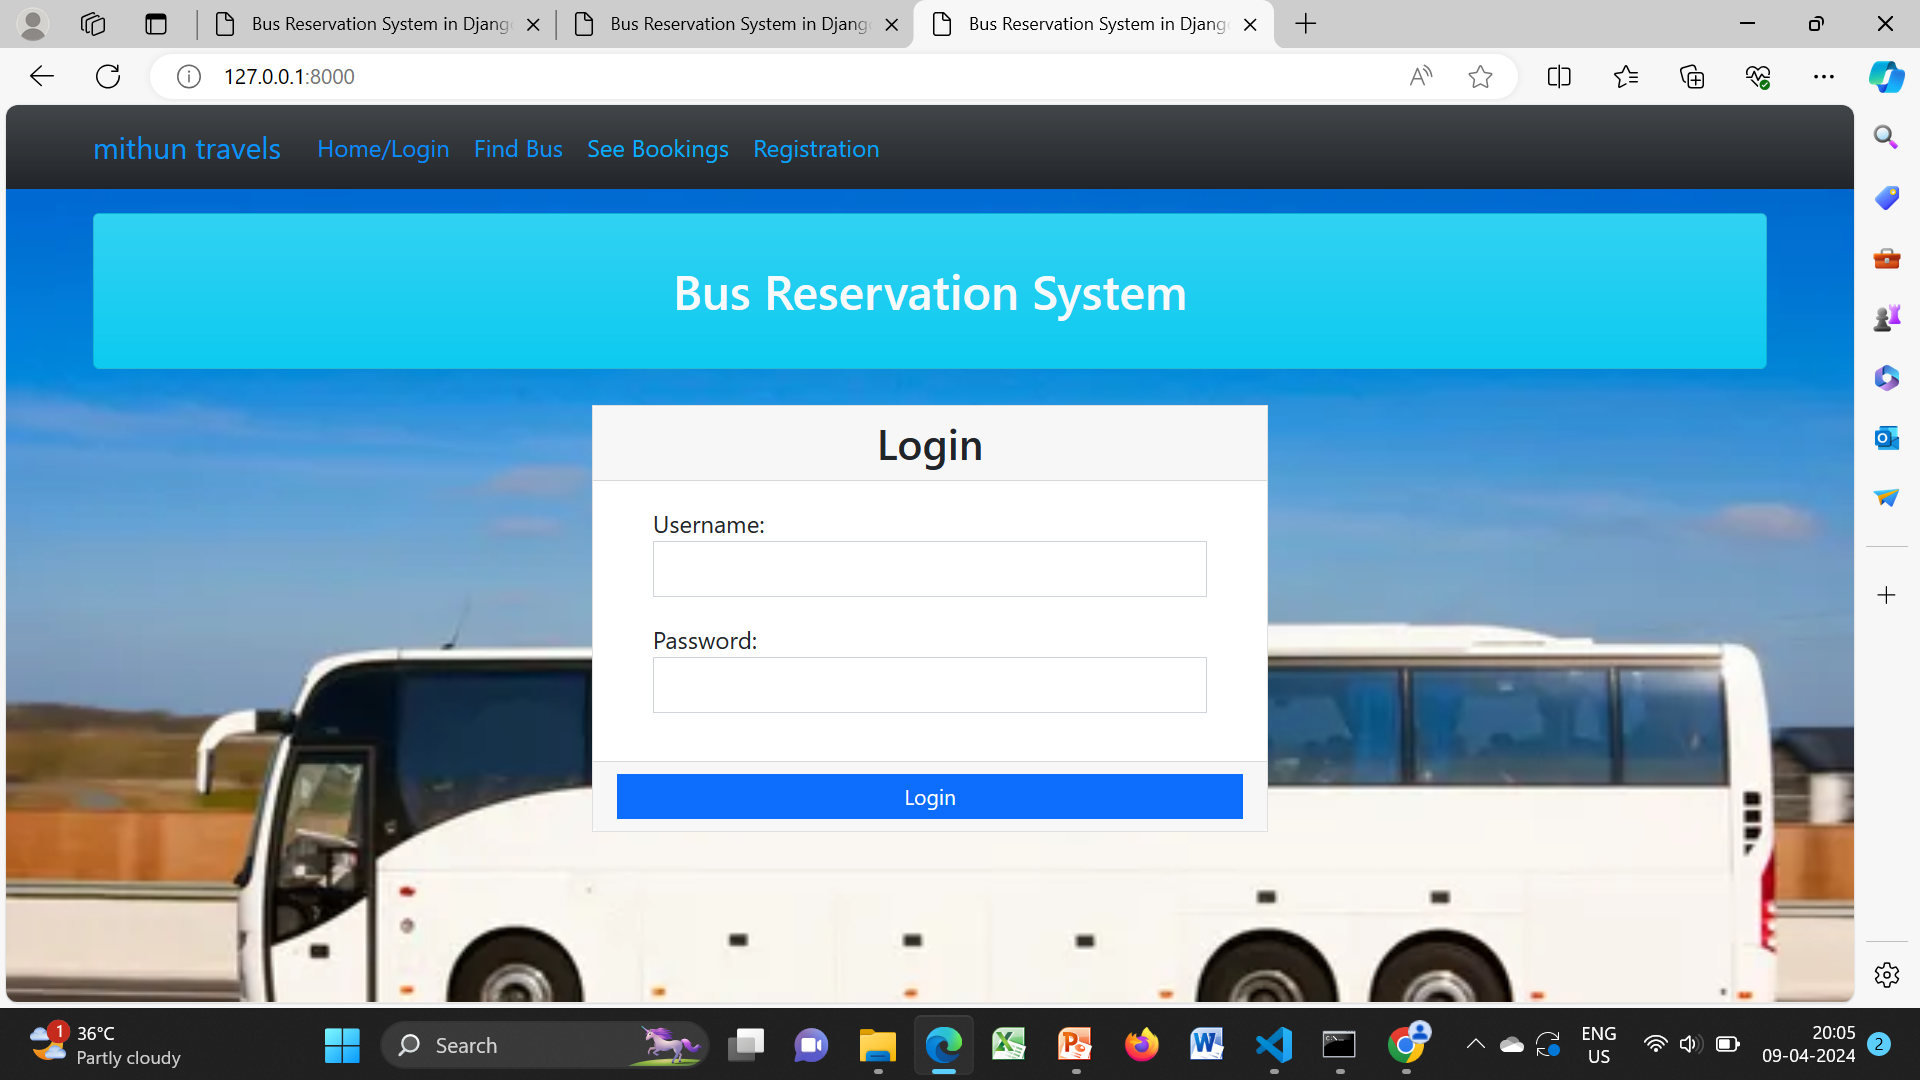 Bus Reservation System in Djang
Bus Reservation System in Djang
Bus Reservation System in Djang
127.0.0.1:8000
mithun travels Home/Login Find Bus See Bookings Registration
Bus Reservation System
Login
Username:
Password:
Login
1
36°C
Partly cloudy
Search
ENG
US
20:05
09-04-2024
2